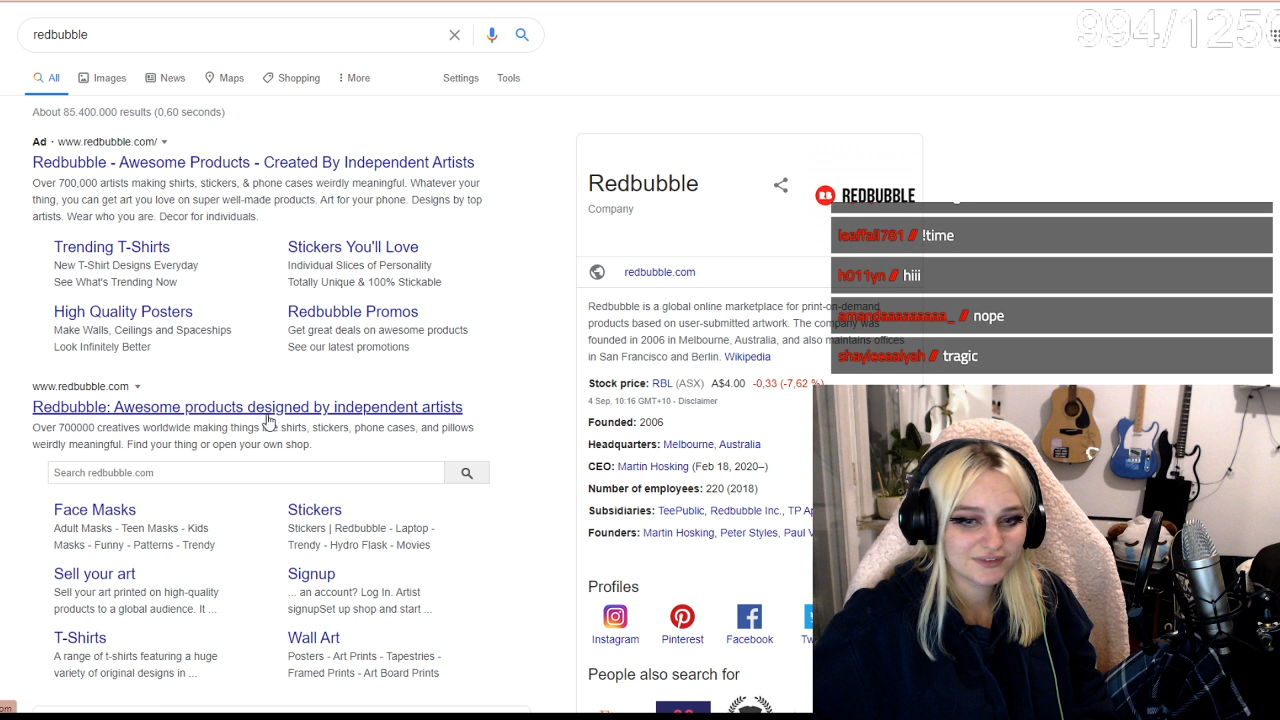 redbubble
994/1250
All Images News Maps Shopping More Settings Tools
About 85.400.000 results (0,60 seconds)
Ad · www.redbubble.com/
Redbubble - Awesome Products - Created By Independent Artists
Over 700,000 artists making shirts, stickers, & phone cases weirdly meaningful. Whatever your
thing, you can get art you love on super well-made products. Art for your phone. Designs by top
artists. Wear who you are. Decor for individuals.
Trending T-Shirts
New T-Shirt Designs Everyday
See What's Trending Now
Stickers You'll Love
Individual Slices of Personality
Totally Unique & 100% Stickable
High Quality Posters
Make Walls, Ceilings and Spaceships
Look Infinitely Better
Redbubble Promos
Get great deals on awesome products
See our latest promotions
www.redbubble.com
Redbubble: Awesome products designed by independent artists
Over 700000 creatives worldwide making things shirts, stickers, phone cases, and pillows
weirdly meaningful. Find your thing or open your own shop.
Search redbubble.com
Face Masks
Adult Masks - Teen Masks - Kids
Masks - Funny - Patterns - Trendy
Stickers
Stickers | Redbubble - Laptop -
Trendy - Hydro Flask - Movies
Sell your art
Sell your art printed on high-quality
products to a global audience. It ...
Signup
... an account? Log In. Artist
signupSet up shop and start ...
T-Shirts
A range of t-shirts featuring a huge
variety of original designs in ...
Wall Art
Posters - Art Prints - Tapestries -
Framed Prints - Art Board Prints
Redbubble
Company
REDBUBBLE
redbubble.com
Redbubble is a global online marketplace for print-on-demand
products based on user-submitted artwork. The company was
founded in 2006 in Melbourne, Australia, and also maintains offices
in San Francisco and Berlin. Wikipedia
Stock price: RBL (ASX) A$4.00 -0,33 (-7,62 %)
4 Sep, 10:16 GMT+10 - Disclaimer
Founded: 2006
Headquarters: Melbourne, Australia
CEO: Martin Hosking (Feb 18, 2020–)
Number of employees: 220 (2018)
Subsidiaries: TeePublic, Redbubble Inc., TP Ap
Founders: Martin Hosking, Peter Styles, Paul V
Profiles
Instagram Pinterest Facebook Tw
People also search for
leaffall781 // !time
h011yn // hiii
amandaaaaaaaaa_ // nope
shayleeaalyah // tragic